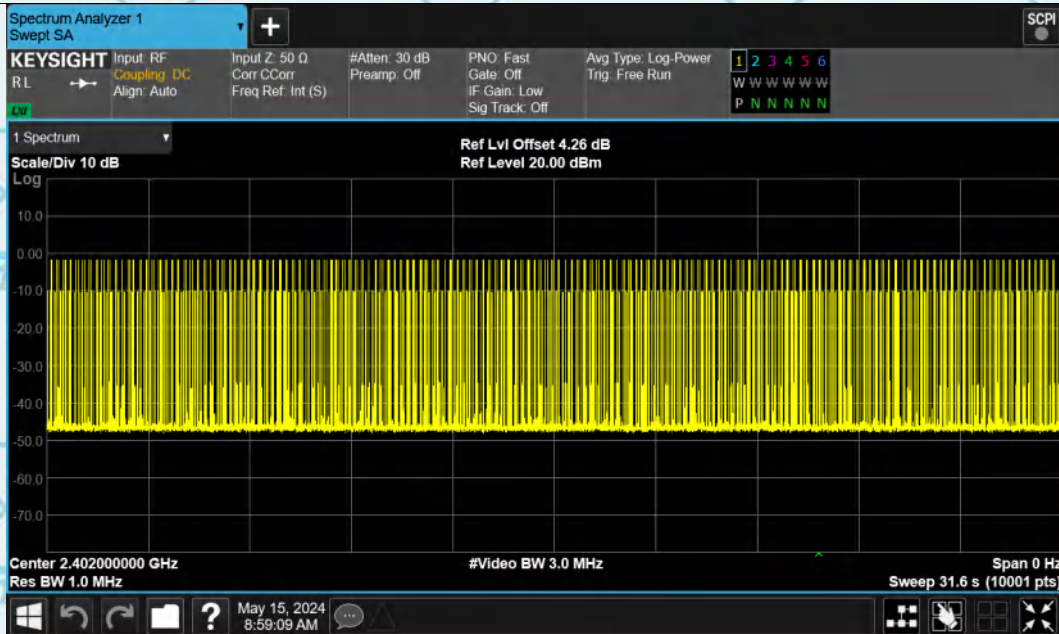 Spectrum Analyzer 1
Swept SA
+
SCPI
KEYSIGHT
Input: RF
Input Z: 50 Ω
#Atten: 30 dB
PNO: Fast
Avg Type: Log-Power
1 2 3 4 5 6
R L
Coupling: DC
Corr CCorr
Preamp: Off
Gate: Off
Trig: Free Run
W W W W W W
Align: Auto
Freq Ref: Int (S)
IF Gain: Low
P N N N N N
LXI
Sig Track: Off
1 Spectrum
Ref Lvl Offset 4.26 dB
Scale/Div 10 dB
Ref Level 20.00 dBm
Log
10.0
0.00
-10.0
-20.0
-30.0
-40.0
-50.0
-60.0
-70.0
Center 2.402000000 GHz
#Video BW 3.0 MHz
Span 0 Hz
Res BW 1.0 MHz
Sweep 31.6 s (10001 pts)
?
May 15, 2024
8:59:09 AM